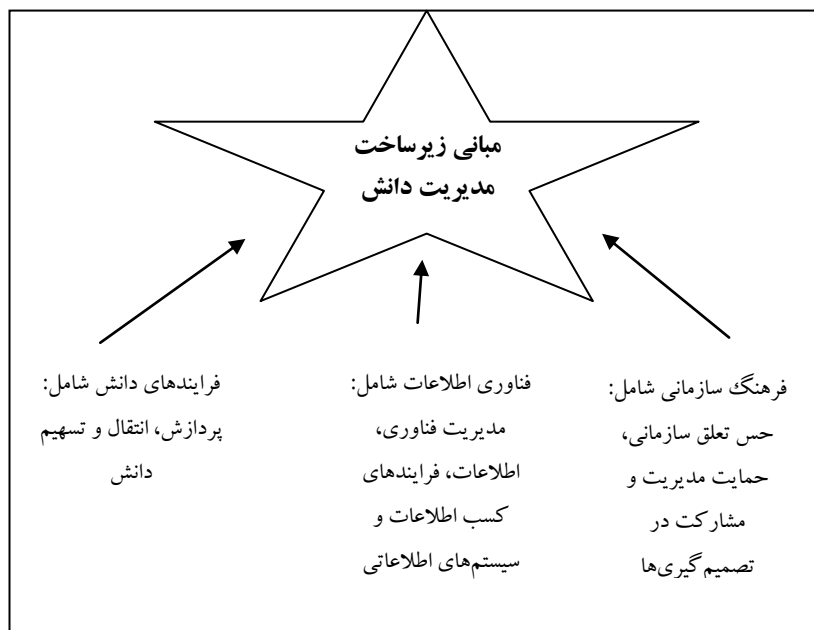 مبانی زیرساخت
مدیریت دانش
فرهنگ سازمانی شامل:
حس تعلق سازمانی،
حمایت مدیریت و
مشارکت در
تصمیم‌گیری‌ها
فناوری اطلاعات شامل:
مدیریت فناوری،
اطلاعات، فرایندهای
کسب اطلاعات و
سیستم‌های اطلاعاتی
فرایندهای دانش شامل:
پردازش، انتقال و تسهیم
دانش